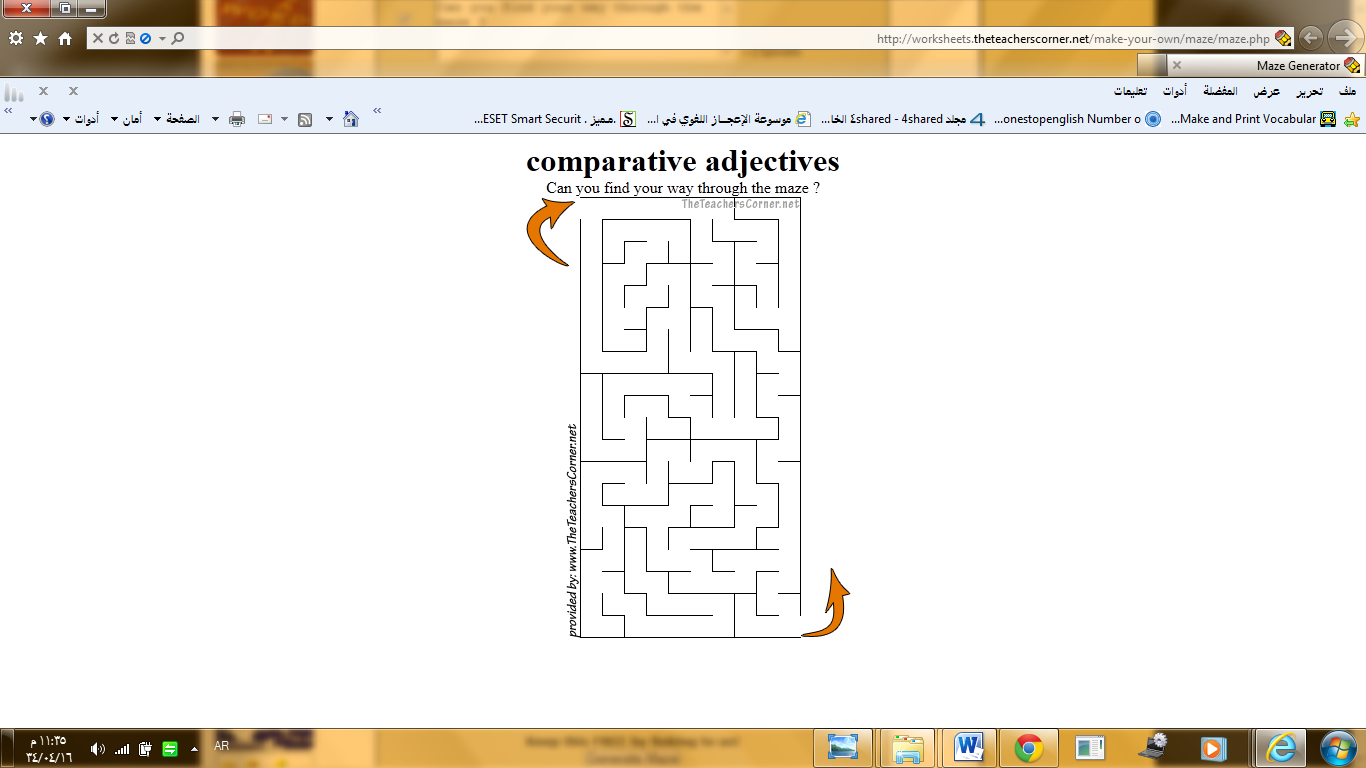 http://worksheets.theteacherscorner.net/make-your-own/maze/maze.php
Maze Generator
ملف تحرير عرض المفضلة أدوات تعليمات
Make and Print Vocabular... onestopenglish Number o... مجلد 4shared - 4shared الخا... موسوعة الإعجــاز اللغوي في ا... مميز . ESET Smart Securit...
الصفحة أمان أدوات
comparative adjectives
Can you find your way through the maze ?
TheTeachersCorner.net
provided by: www.TheTeachersCorner.net
AR
١١:٣٥ م
٣٤/٠٤/١٦